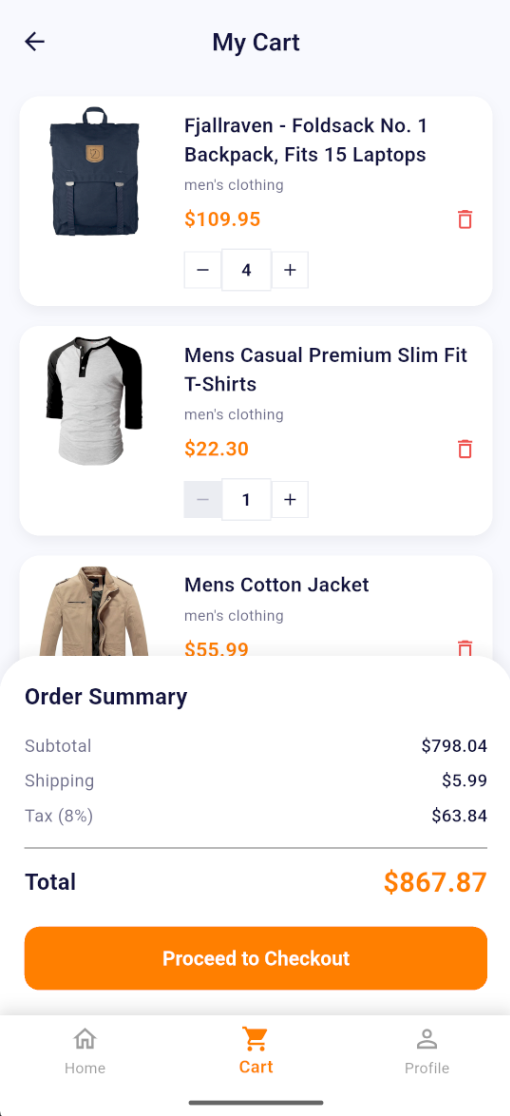 My Cart
Fjallraven - Foldsack No. 1
Backpack, Fits 15 Laptops
men's clothing
$109.95
− 4 +
Mens Casual Premium Slim Fit
T-Shirts
men's clothing
$22.30
− 1 +
Mens Cotton Jacket
men's clothing
$55.99
Order Summary
Subtotal $798.04
Shipping $5.99
Tax (8%) $63.84
Total $867.87
Proceed to Checkout
Home Cart Profile